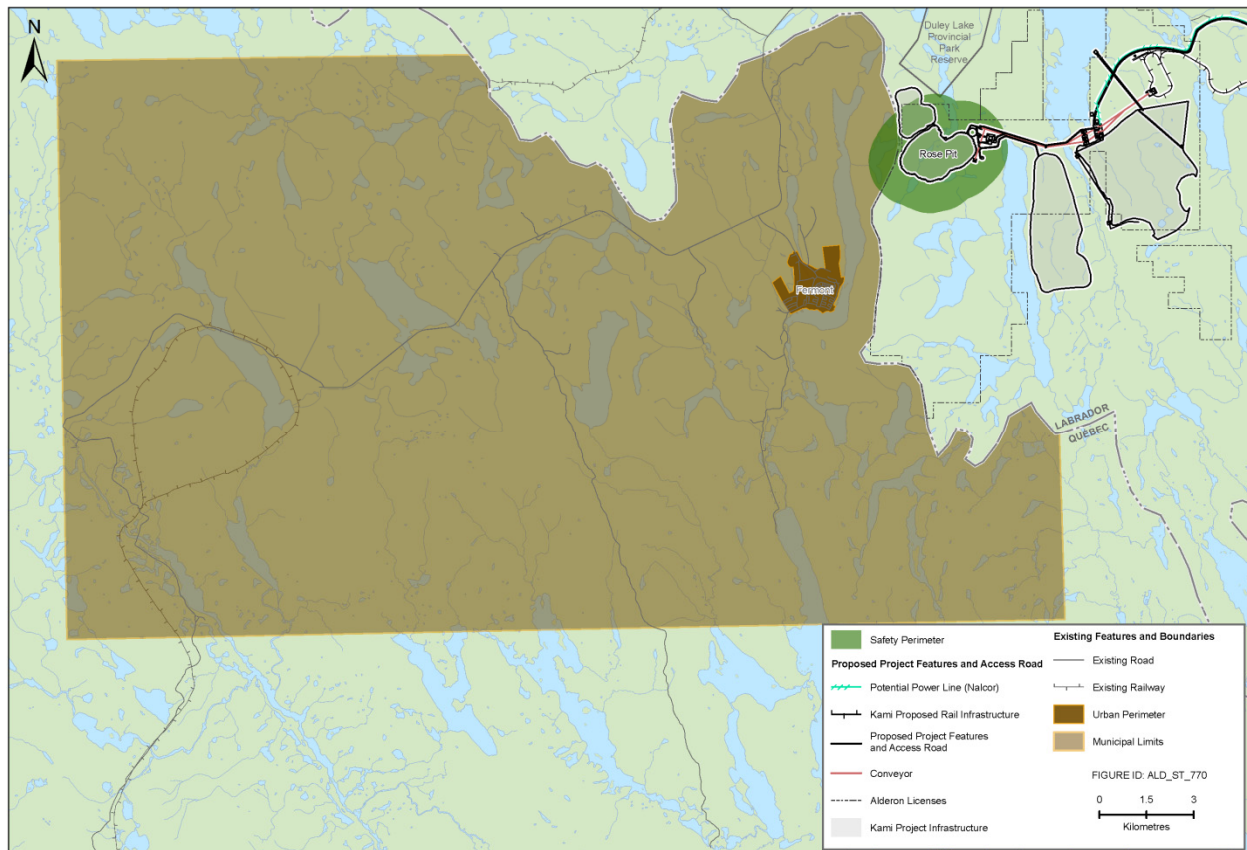 N
Duley Lake
Provincial
Park
Reserve
Rose Pit
Fermont
LABRADOR
QUÉBEC
Safety Perimeter
Proposed Project Features and Access Road
Potential Power Line (Nalcor)
Kami Proposed Rail Infrastructure
Proposed Project Features
and Access Road
Conveyor
Alderon Licenses
Kami Project Infrastructure
Existing Features and Boundaries
Existing Road
Existing Railway
Urban Perimeter
Municipal Limits
FIGURE ID: ALD_ST_770
0 1.5 3
Kilometres